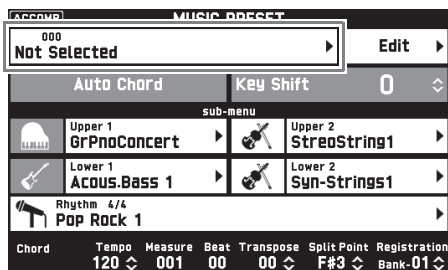 ACCOMP MUSIC PRESET
000
Not Selected
Edit
Auto Chord Key Shift 0
sub-menu
Upper 1 Upper 2
GrPnoConcert StreoString1
Lower 1 Lower 2
Acous.Bass 1 Syn-Strings1
Rhythm 4/4
Pop Rock 1
Chord Tempo Measure Beat Transpose Split Point Registration
120 001 00 00 F#3 Bank-01